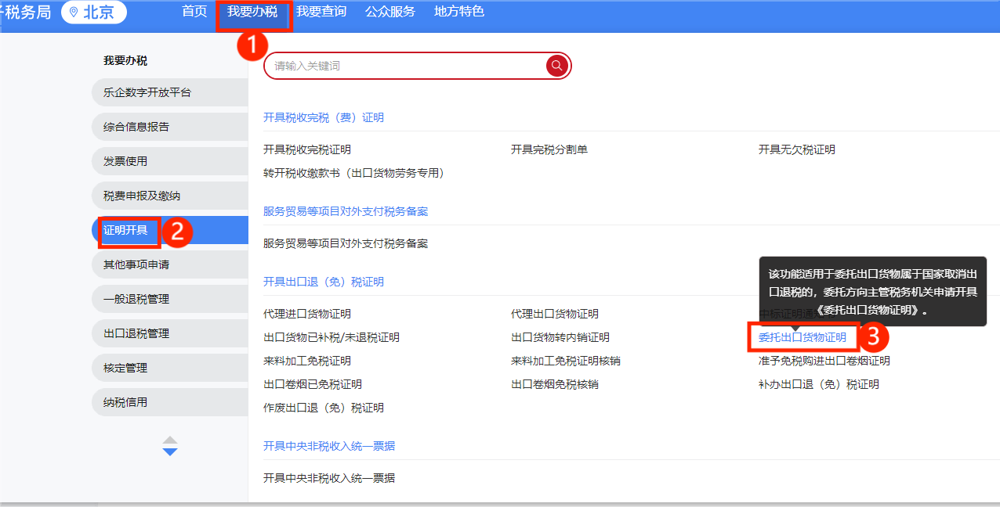 税务局 北京 首页 我要办税 我要查询 公众服务 地方特色
1
我要办税
请输入关键词
乐企数字开放平台
综合信息报告
发票使用
税费申报及缴纳
证明开具 2
其他事项申请
一般退税管理
出口退税管理
核定管理
纳税信用
开具税收完税（费）证明
开具税收完税证明 开具完税分割单 开具无欠税证明
转开税收缴款书（出口货物劳务专用）
服务贸易等项目对外支付税务备案
服务贸易等项目对外支付税务备案
该功能适用于委托出口货物属于国家取消出
口退税的，委托方向主管税务机关申请开具
《委托出口货物证明》。
开具出口退（免）税证明
代理进口货物证明 代理出口货物证明 中标证明通
出口货物已补税/未退税证明 出口货物转内销证明 委托出口货物证明 3
来料加工免税证明 来料加工免税证明核销 准予免税购进出口卷烟证明
出口卷烟已免税证明 出口卷烟免税核销 补办出口退（免）税证明
作废出口退（免）税证明
开具中央非税收入统一票据
开具中央非税收入统一票据